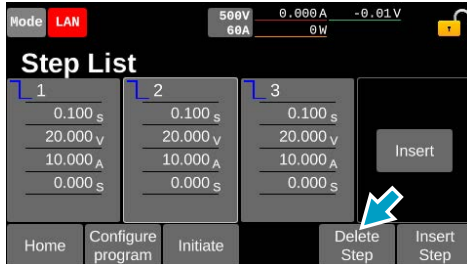 Mode LAN 500V 0.000 A -0.01 V
60A 0 W
Step List
1 2 3
0.100 s 0.100 s 0.100 s
20.000 V 20.000 V 20.000 V
10.000 A 10.000 A 10.000 A
0.000 s 0.000 s 0.000 s
Insert
Home Configure program Initiate Delete Step Insert Step